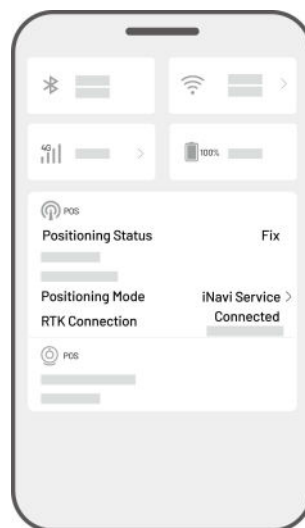 4G
100%
POS
Positioning Status Fix
Positioning Mode iNavi Service >
RTK Connection Connected
POS